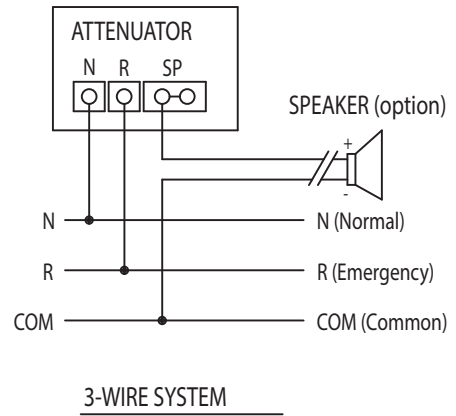 ATTENUATOR
N R SP
SPEAKER (option)
+
-
N N (Normal)
R R (Emergency)
COM COM (Common)
3-WIRE SYSTEM